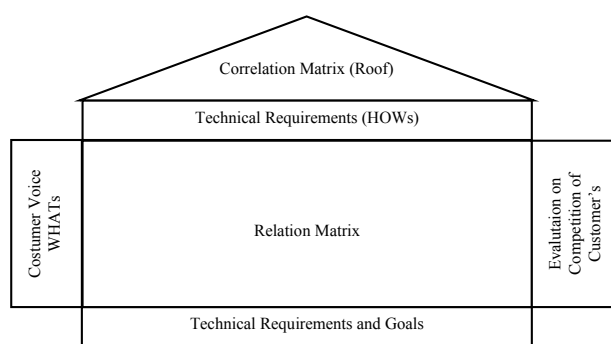 Correlation Matrix (Roof)
Technical Requirements (HOWs)
Costumer Voice
WHATs
Relation Matrix
Evalutaion on
Competition of
Customer's
Technical Requirements and Goals